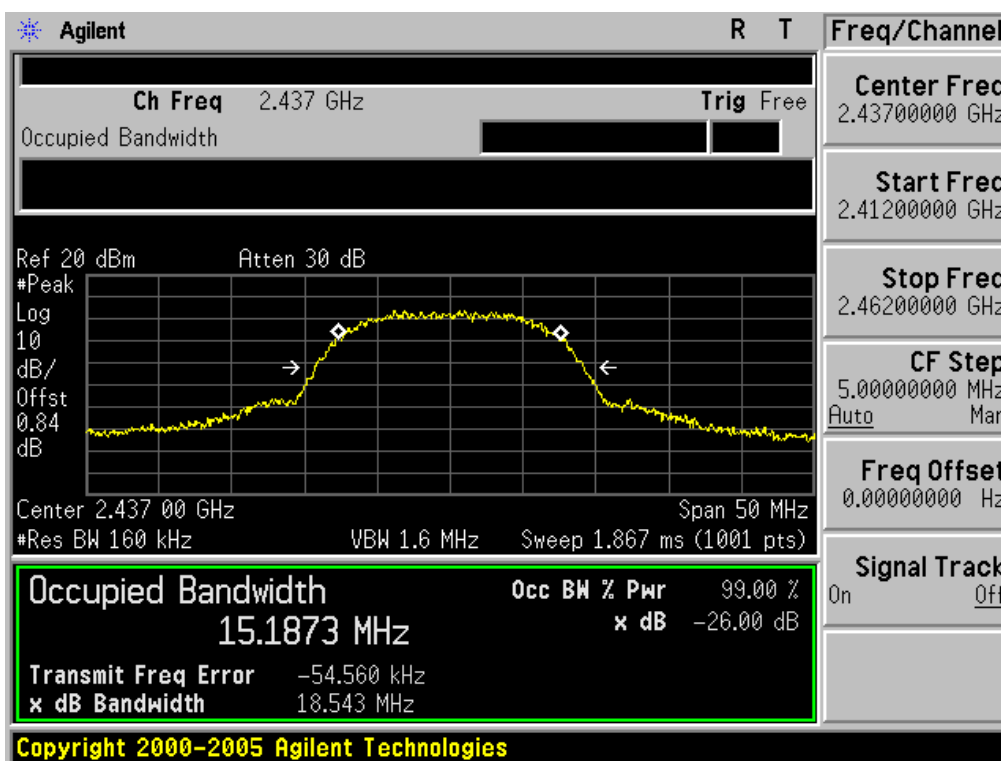 Agilent R T
Freq/Channel
Ch Freq 2.437 GHz Trig Free
Occupied Bandwidth
Ref 20 dBm Atten 30 dB
#Peak
Log
10
dB/
Offst
0.84
dB
Center 2.437 00 GHz Span 50 MHz
#Res BW 160 kHz VBW 1.6 MHz Sweep 1.867 ms (1001 pts)
Occupied Bandwidth
15.1873 MHz
Occ BW % Pwr 99.00 %
x dB -26.00 dB
Transmit Freq Error -54.560 kHz
x dB Bandwidth 18.543 MHz
Copyright 2000-2005 Agilent Technologies
Center Freq
2.43700000 GHz
Start Freq
2.41200000 GHz
Stop Freq
2.46200000 GHz
CF Step
5.00000000 MHz
Auto Man
Freq Offset
0.00000000 Hz
Signal Track
On Off